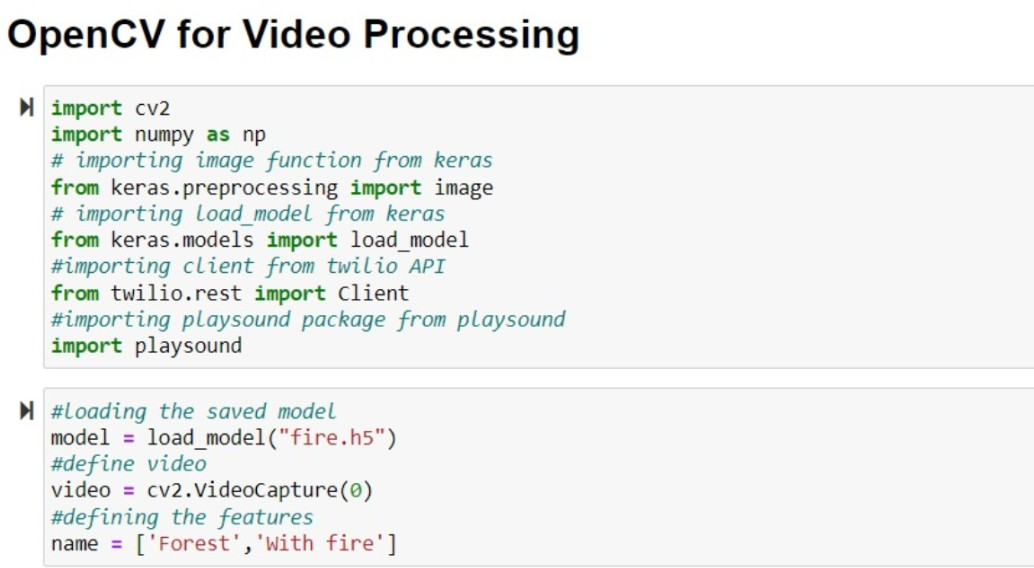 OpenCV for Video Processing
import cv2
import numpy as np
# importing image function from keras
from keras.preprocessing import image
# importing load_model from keras
from keras.models import load_model
#importing client from twilio API
from twilio.rest import Client
#importing playsound package from playsound
import playsound
#loading the saved model
model = load_model("fire.h5")
#define video
video = cv2.VideoCapture(0)
#defining the features
name = ['Forest','With fire']